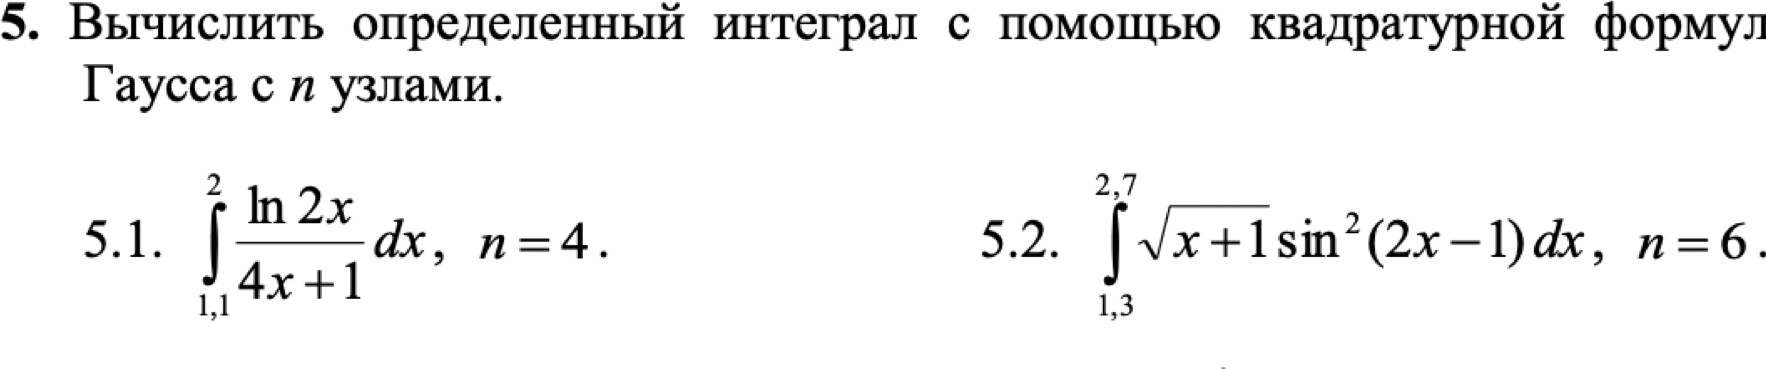 5. Вычислить определенный интеграл с помощью квадратурной формул
Гаусса с n узлами.
5.1. ∫_{1,1}^{2} \frac{ln 2x}{4x+1} dx, n = 4.
5.2. ∫_{1,3}^{2,7} √(x+1) sin²(2x−1) dx, n = 6.